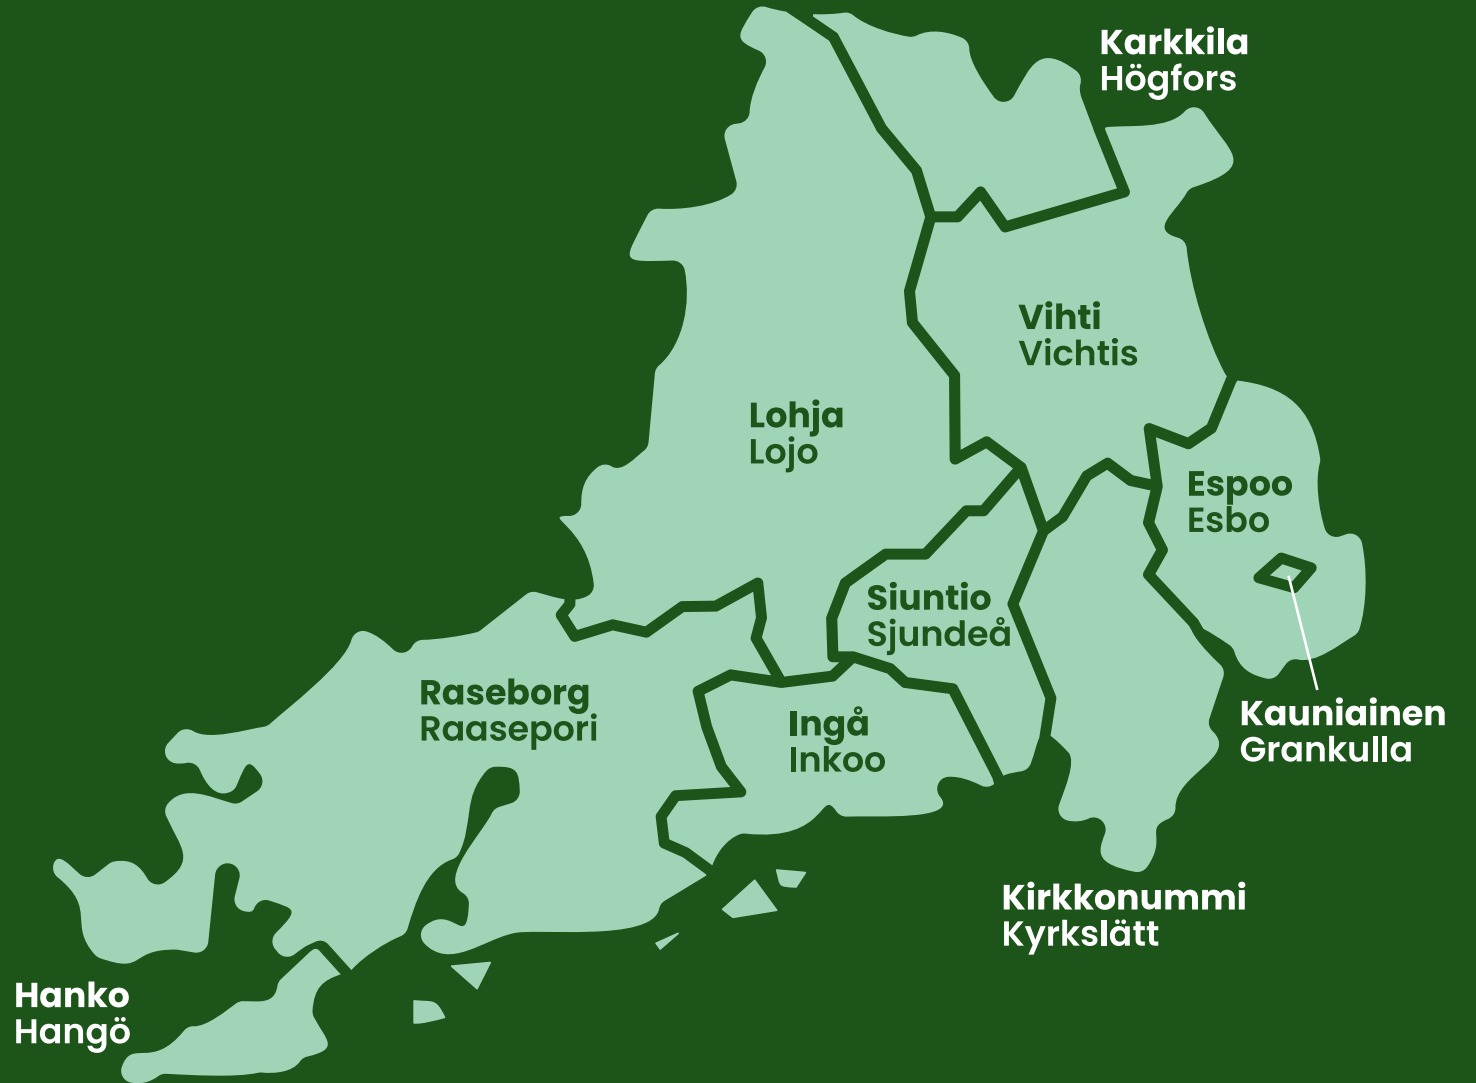 Karkkila
Högfors
Vihti
Vichtis
Lohja
Lojo
Espoo
Esbo
Siuntio
Sjundeå
Raseborg
Raasepori
Ingå
Inkoo
Kauniainen
Grankulla
Kirkkonummi
Kyrkslätt
Hanko
Hangö